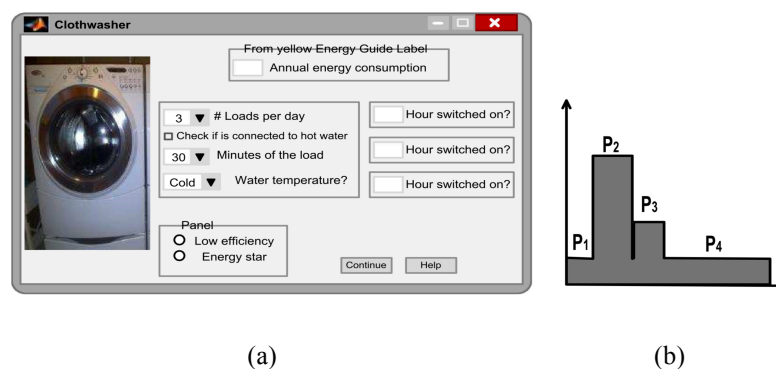 Clothwasher
From yellow Energy Guide Label
Annual energy consumption
3 # Loads per day
Check if is connected to hot water
30 Minutes of the load
Cold Water temperature?
Hour switched on?
Hour switched on?
Hour switched on?
Panel
Low efficiency
Energy star
Continue Help
P2
P3
P1 P4
(a) (b)